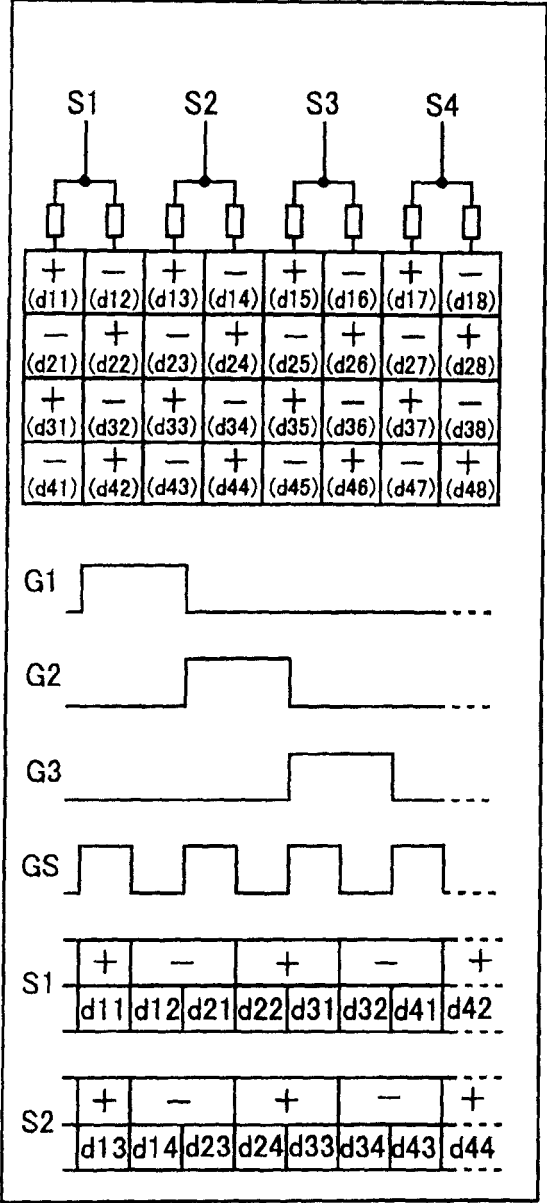 S1 S2 S3 S4
+ − + − + − + −
(d11) (d12) (d13) (d14) (d15) (d16) (d17) (d18)
− + − + − + − +
(d21) (d22) (d23) (d24) (d25) (d26) (d27) (d28)
+ − + − + − + −
(d31) (d32) (d33) (d34) (d35) (d36) (d37) (d38)
− + − + − + − +
(d41) (d42) (d43) (d44) (d45) (d46) (d47) (d48)
G1
G2
G3
GS
+ − + − +
S1
d11 d12 d21 d22 d31 d32 d41 d42
+ − + − +
S2
d13 d14 d23 d24 d33 d34 d43 d44